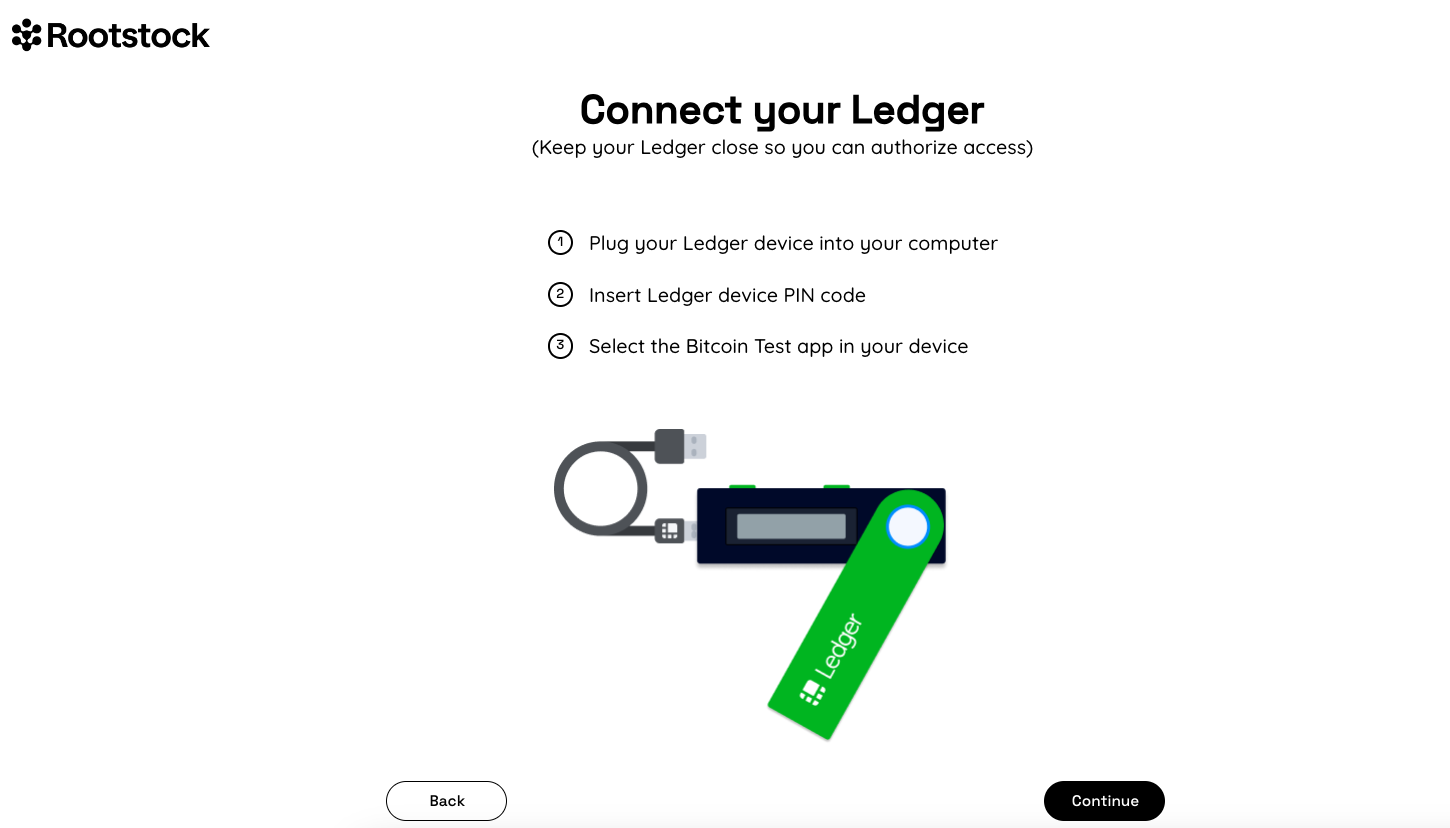 Rootstock
Connect your Ledger
(Keep your Ledger close so you can authorize access)
1 Plug your Ledger device into your computer
2 Insert Ledger device PIN code
3 Select the Bitcoin Test app in your device
Ledger
Back
Continue